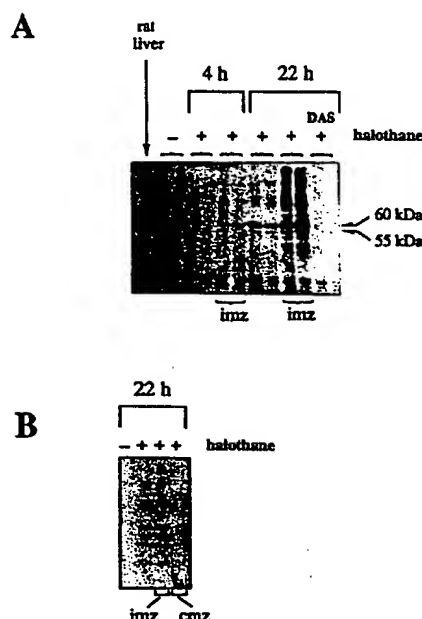 A
rat
liver
4 h 22 h
DAS
– + + + + + halothane
60 kDa
55 kDa
imz imz
22 h
B
– + + + halothane
imz cmz